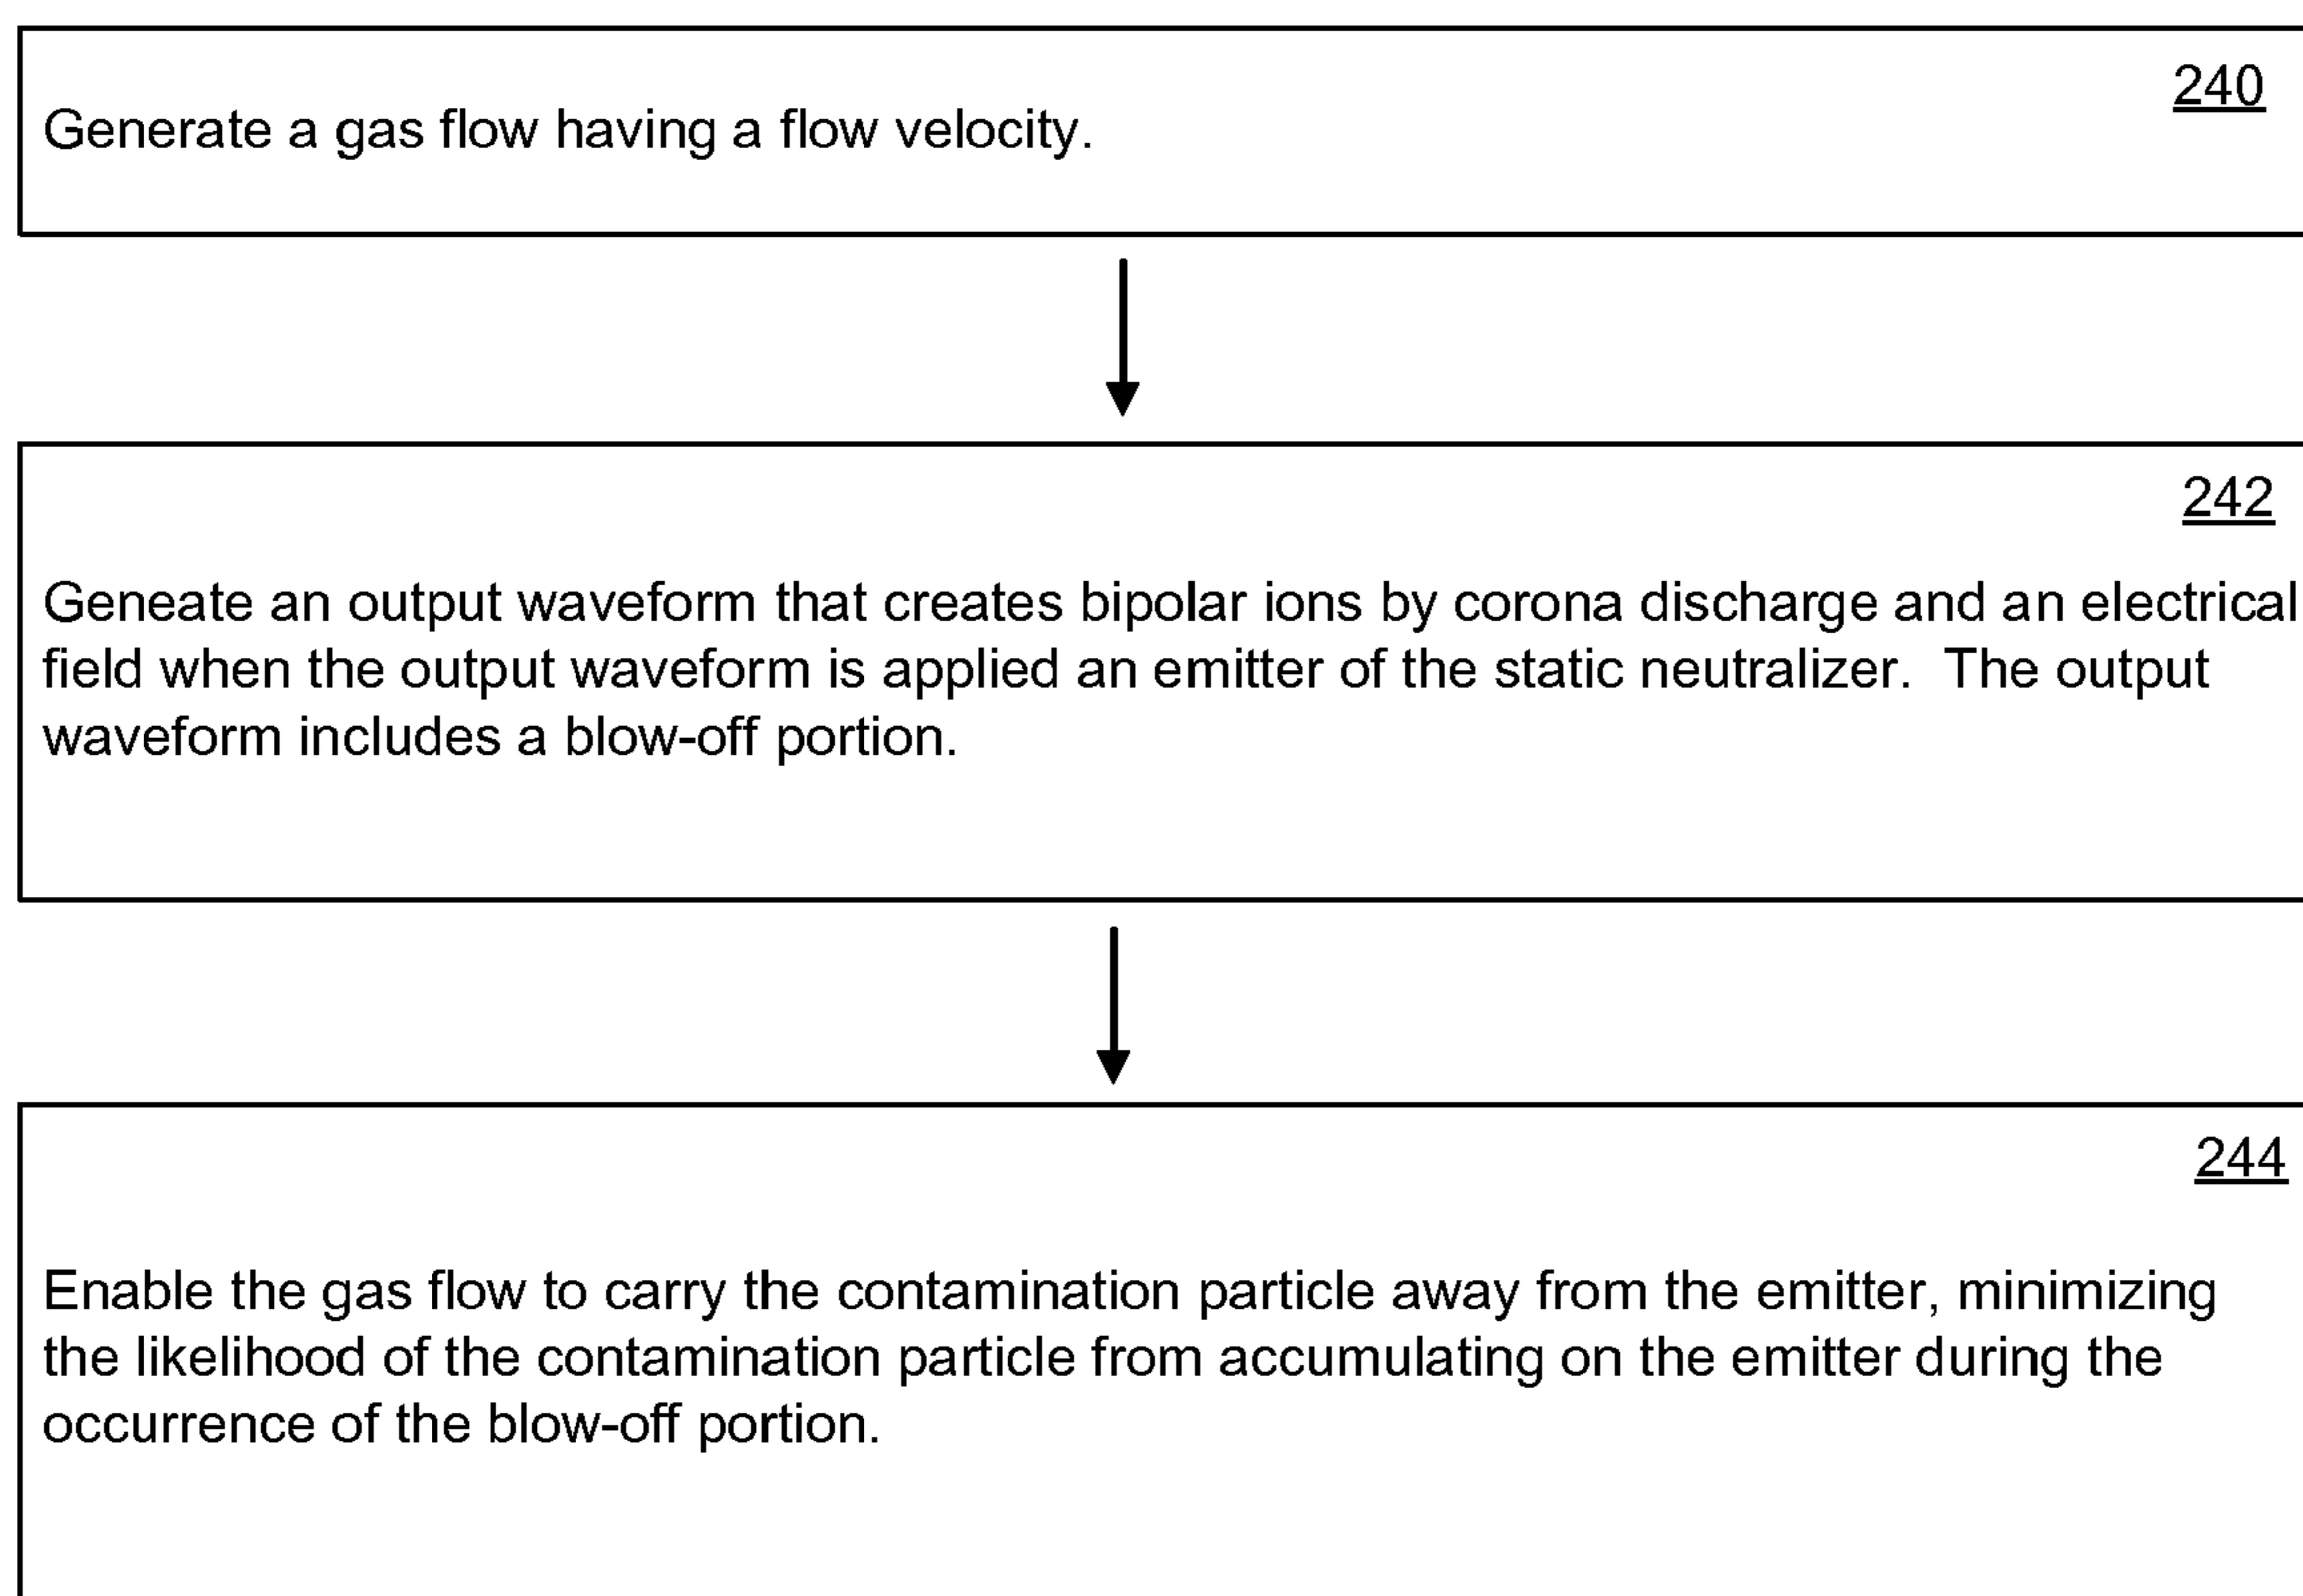 240
Generate a gas flow having a flow velocity.
242
Geneate an output waveform that creates bipolar ions by corona discharge and an electrical
field when the output waveform is applied an emitter of the static neutralizer. The output
waveform includes a blow-off portion.
244
Enable the gas flow to carry the contamination particle away from the emitter, minimizing
the likelihood of the contamination particle from accumulating on the emitter during the
occurrence of the blow-off portion.